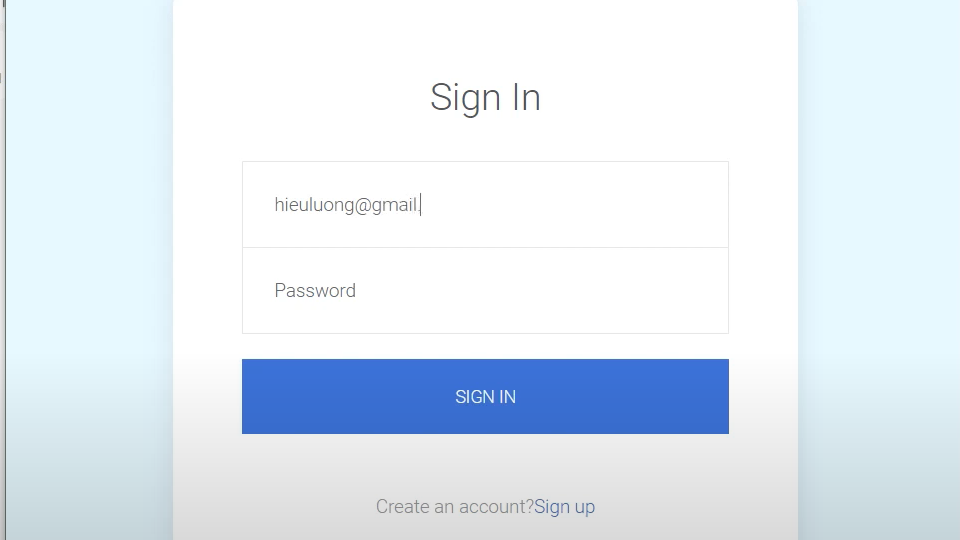 Sign In
hieuluong@gmail.
Password
SIGN IN
Create an account?Sign up